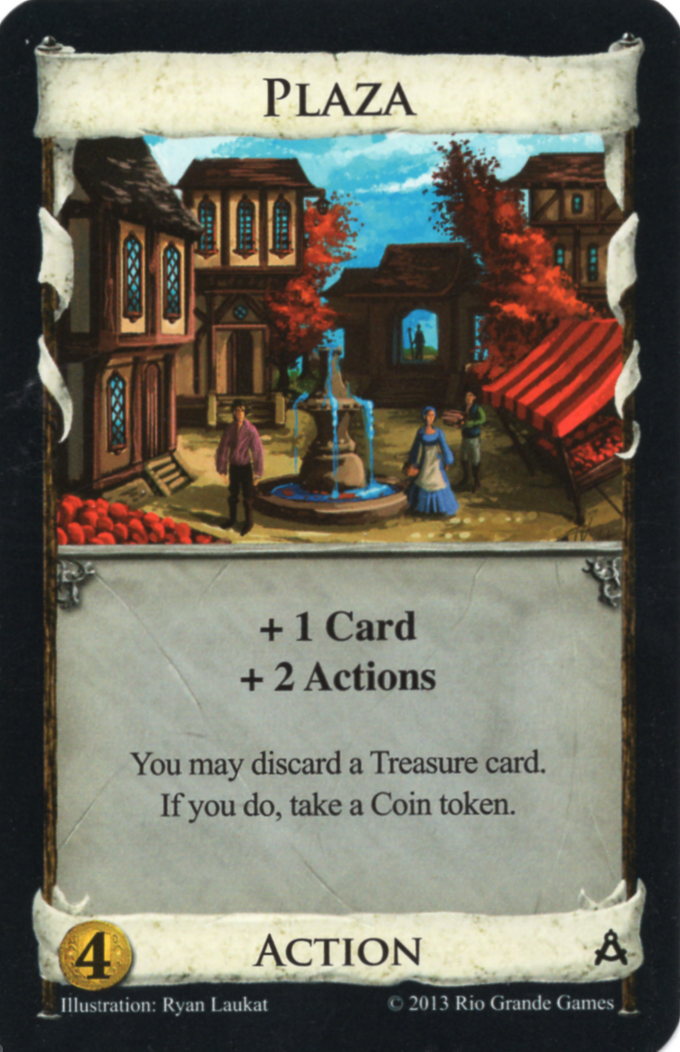 PLAZA
+ 1 Card
+ 2 Actions
You may discard a Treasure card.
If you do, take a Coin token.
4 ACTION
Illustration: Ryan Laukat © 2013 Rio Grande Games